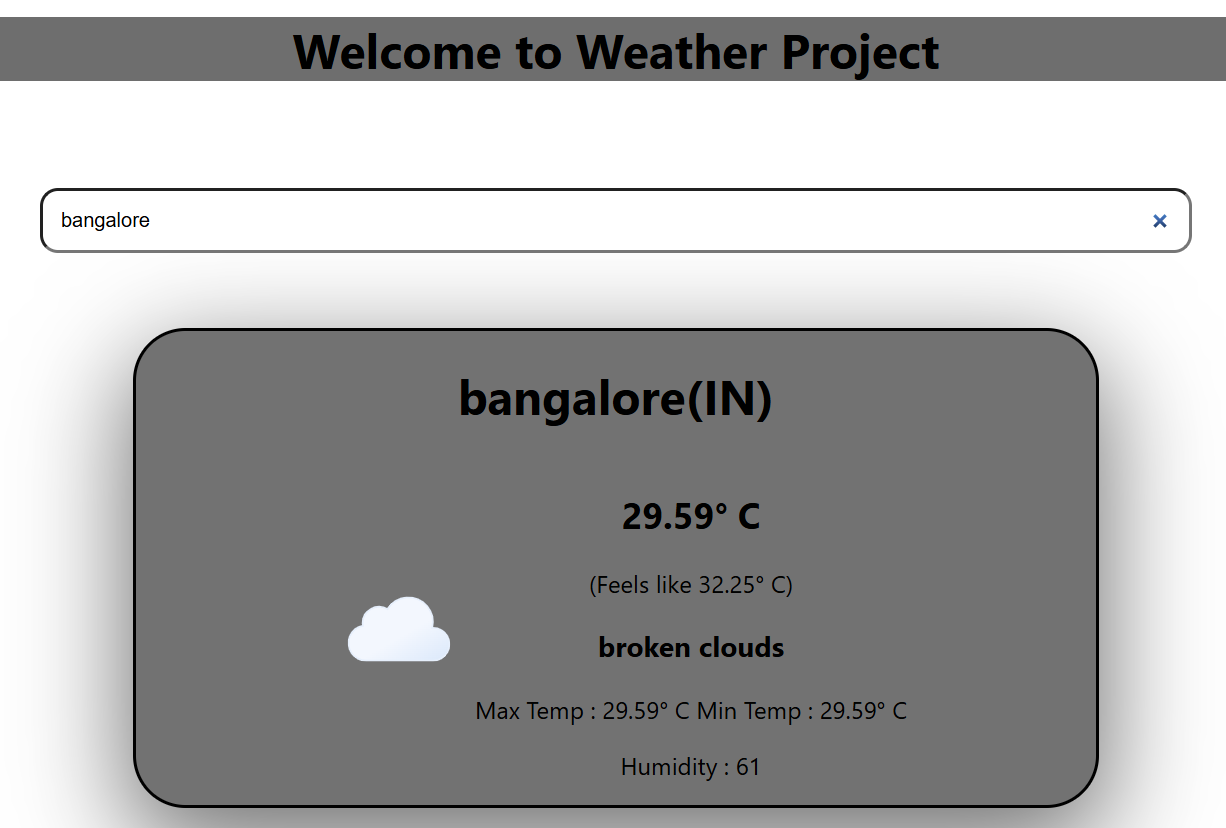 Welcome to Weather Project
bangalore
bangalore(IN)
29.59° C
(Feels like 32.25° C)
broken clouds
Max Temp : 29.59° C Min Temp : 29.59° C
Humidity : 61